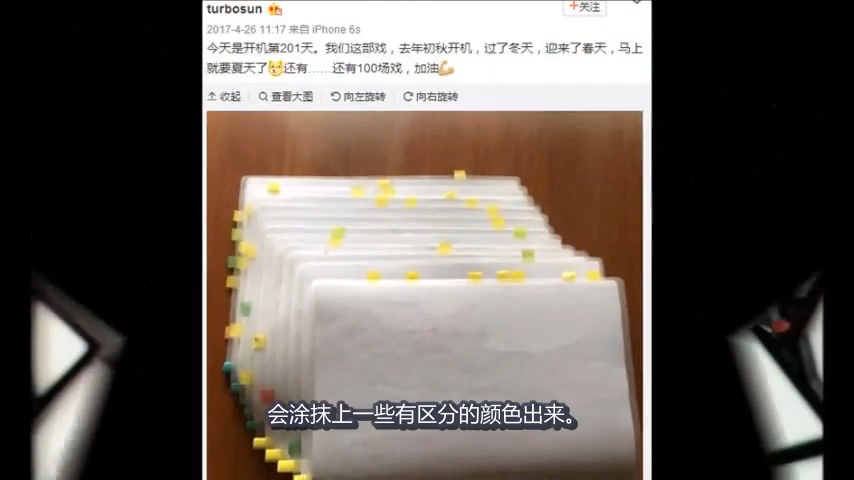 turbosun
+关注
2017-4-26 11:17 来自 iPhone 6s
今天是开机第201天。我们这部戏，去年初秋开机，过了冬天，迎来了春天，马上
就要夏天了😿还有……还有100场戏，加油💪
收起 查看大图 向左旋转 向右旋转
会涂抹上一些有区分的颜色出来。